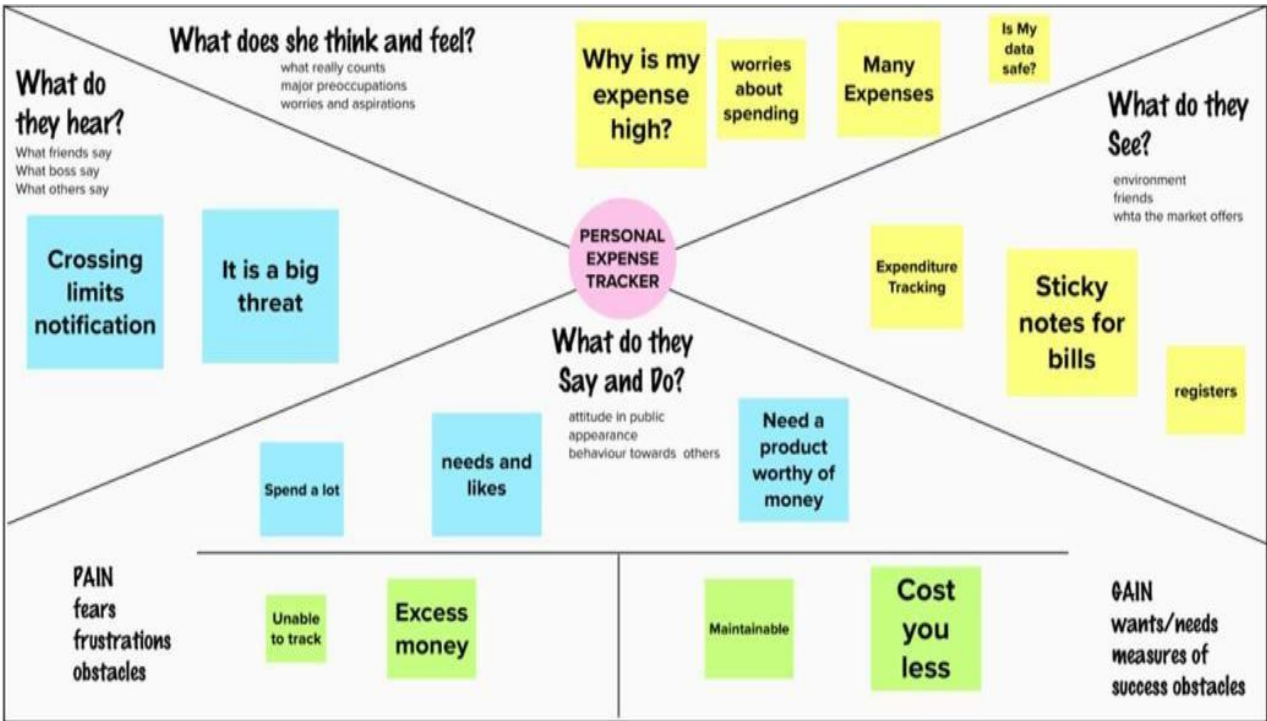 What does she think and feel?
what really counts
major preoccupations
worries and aspirations
Why is my
expense
high?
worries
about
spending
Many
Expenses
Is My
data
safe?
What do
they hear?
What friends say
What boss say
What others say
Crossing
limits
notification
It is a big
threat
PERSONAL
EXPENSE
TRACKER
What do they
See?
environment
friends
whta the market offers
Expenditure
Tracking
Sticky
notes for
bills
registers
What do they
Say and Do?
attitude in public
appearance
behaviour towards others
Spend a lot
needs and
likes
Need a
product
worthy of
money
PAIN
fears
frustrations
obstacles
Unable
to track
Excess
money
Maintainable
Cost
you
less
GAIN
wants/needs
measures of
success obstacles